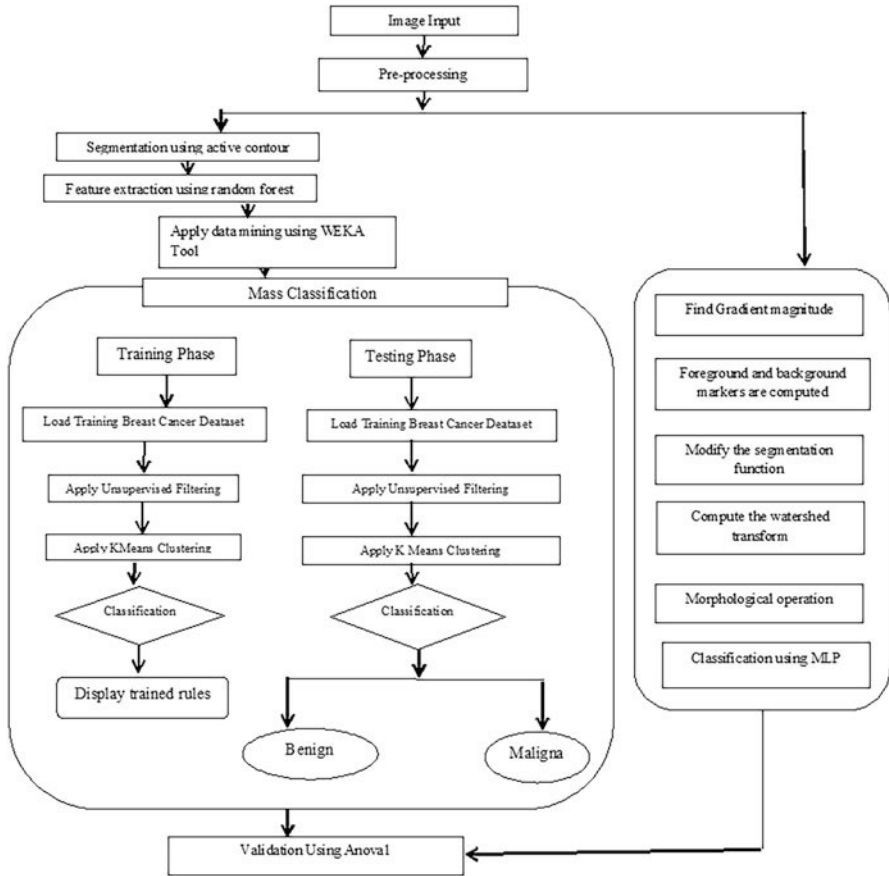 Image Input
Pre-processing
Segmentation using active contour
Feature extraction using random forest
Apply data mining using WEKA
Tool
Mass Classification
Training Phase
Load Training Breast Cancer Deataset
Apply Unsupervised Filtering
Apply KMeans Clustering
Classification
Display trained rules
Testing Phase
Load Training Breast Cancer Deataset
Apply Unsupervised Filtering
Apply K Means Clustering
Classification
Benign
Maligna
Find Gradient magnitude
Foreground and background
markers are computed
Modify the segmentation
function
Compute the watershed
transform
Morphological operation
Classification using MLP
Validation Using Anoval